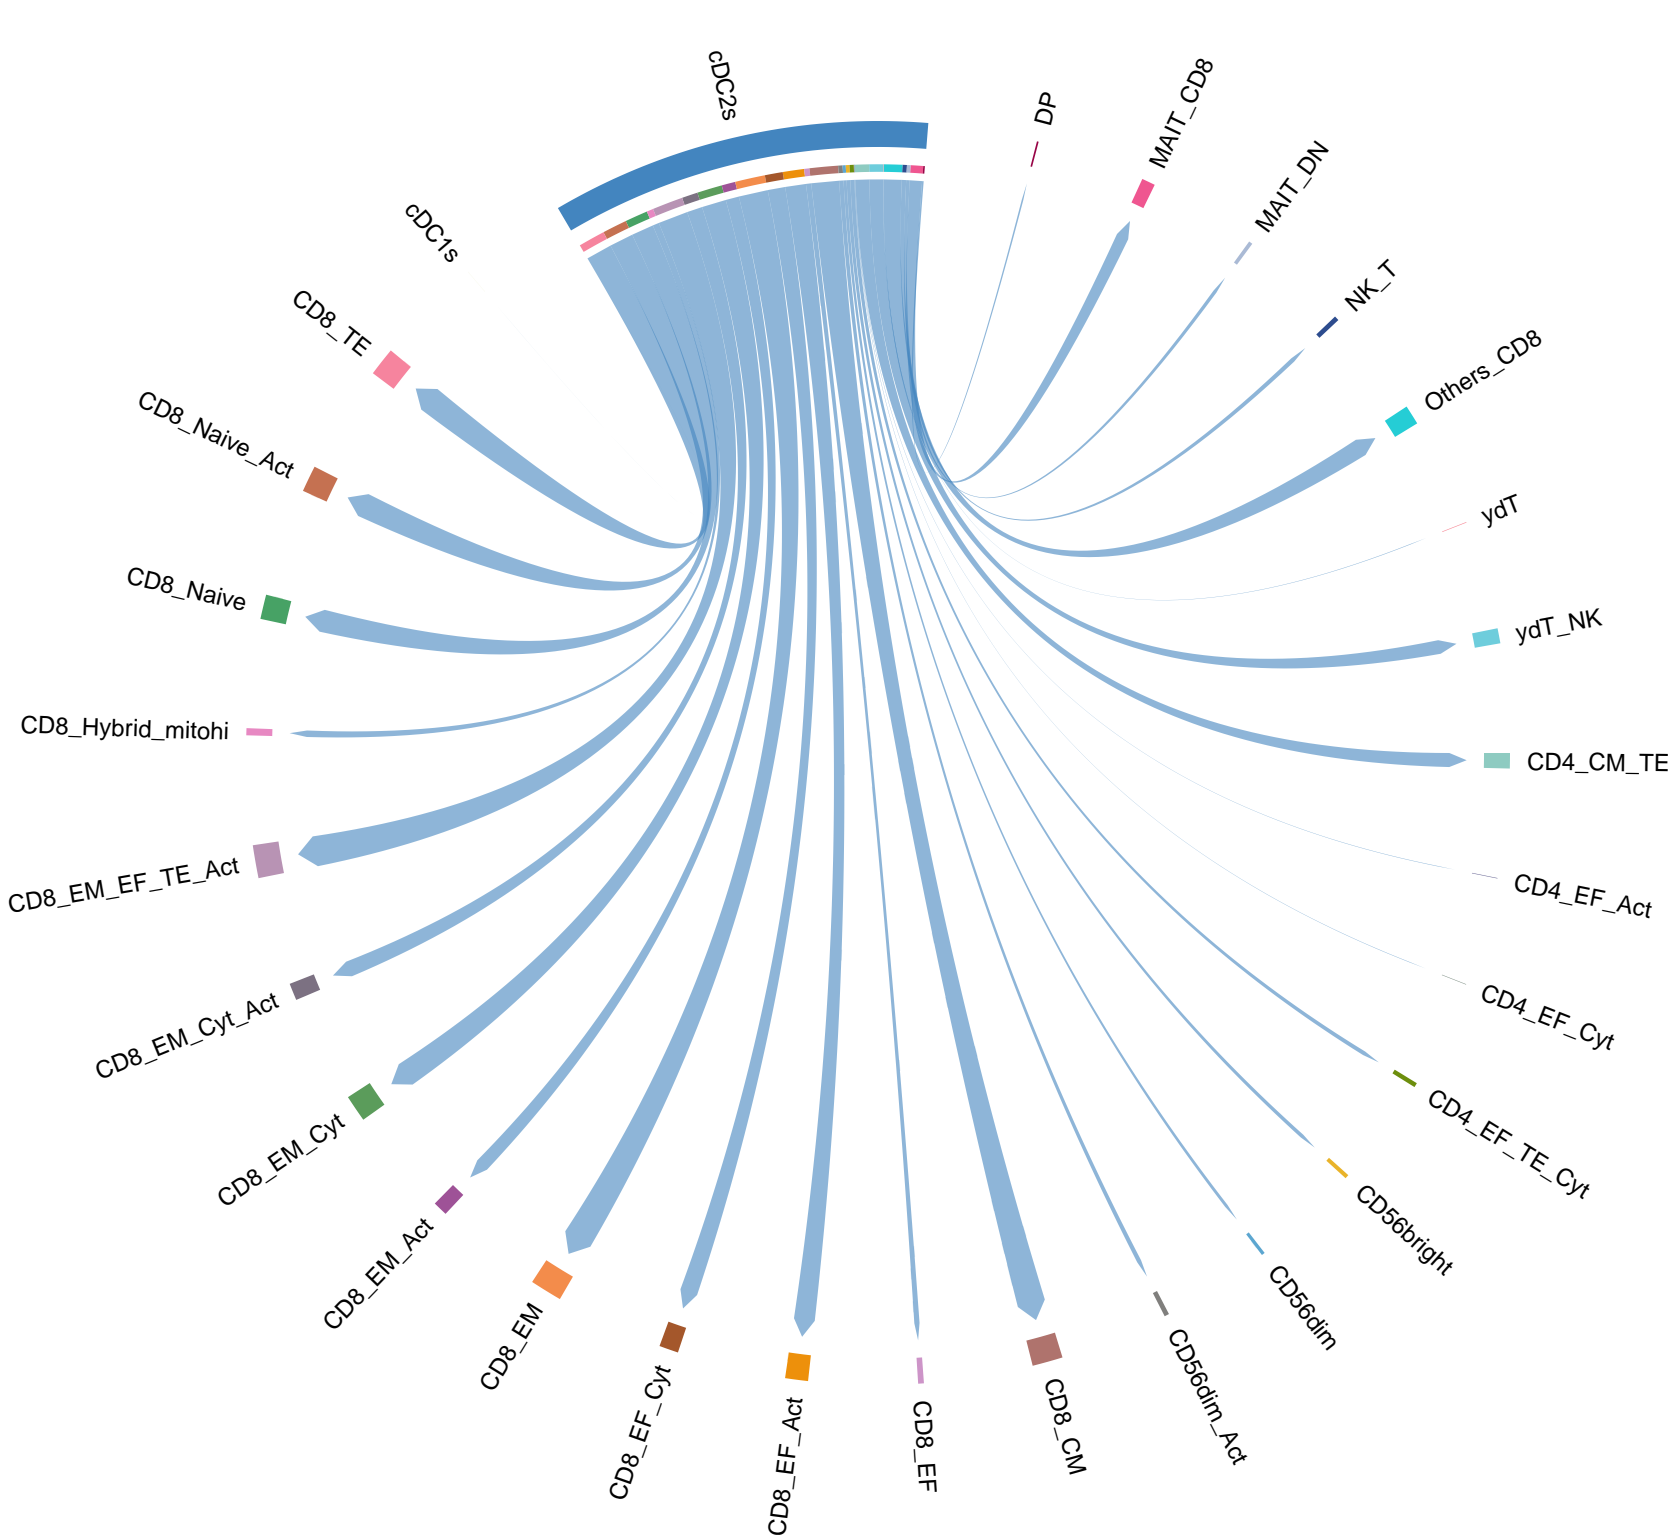 cDC2s
DP
MAIT_CD8
MAIT_DN
NK_T
Others_CD8
ydT
ydT_NK
CD4_CM_TE
CD4_EF_Act
CD4_EF_Cyt
CD4_EF_TE_Cyt
CD56bright
CD56dim
CD56dim_Act
CD8_CM
CD8_EF
CD8_EF_Act
CD8_EF_Cyt
CD8_EM
CD8_EM_Act
CD8_EM_Cyt
CD8_EM_Cyt_Act
CD8_EM_EF_TE_Act
CD8_Hybrid_mitohi
CD8_Naive
CD8_Naive_Act
CD8_TE
cDC1s